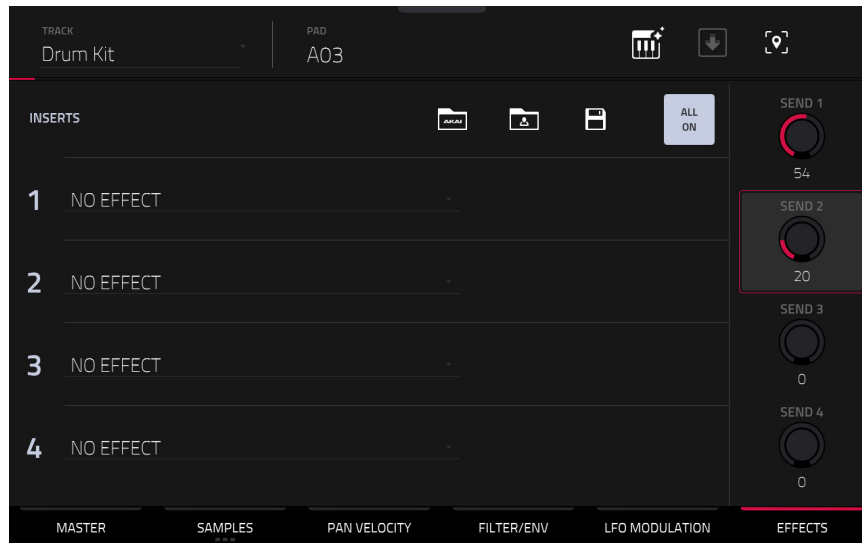 TRACK
Drum Kit
PAD
A03
INSERTS
AKAI
ALL
ON
1 NO EFFECT
2 NO EFFECT
3 NO EFFECT
4 NO EFFECT
SEND 1
54
SEND 2
20
SEND 3
0
SEND 4
0
MASTER SAMPLES PAN VELOCITY FILTER/ENV LFO MODULATION EFFECTS